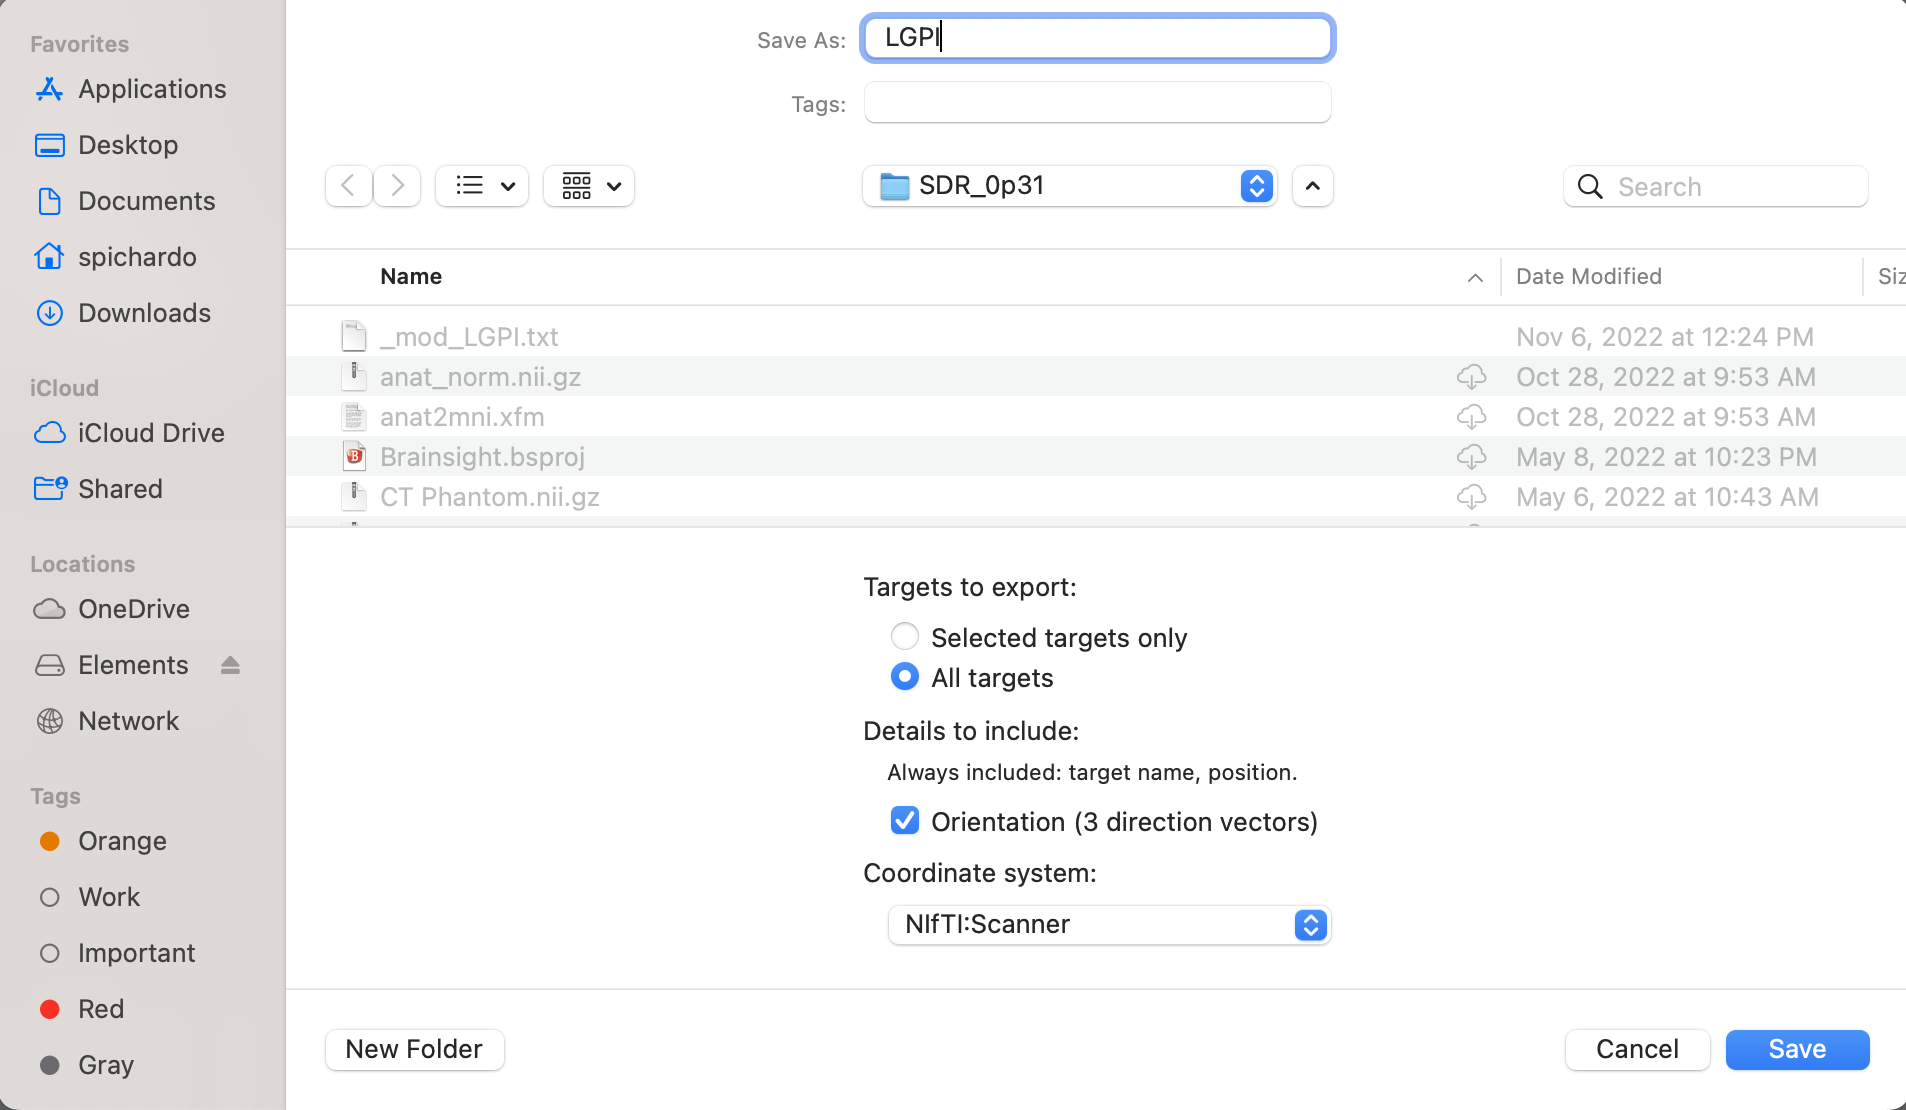 Favorites
Applications
Desktop
Documents
spichardo
Downloads
iCloud
iCloud Drive
Shared
Locations
OneDrive
Elements
Network
Tags
Orange
Work
Important
Red
Gray
Save As: LGPI
Tags:
SDR_0p31
Search
Name Date Modified Siz
_mod_LGPI.txt Nov 6, 2022 at 12:24 PM
anat_norm.nii.gz Oct 28, 2022 at 9:53 AM
anat2mni.xfm Oct 28, 2022 at 9:53 AM
Brainsight.bsproj May 8, 2022 at 10:23 PM
CT Phantom.nii.gz May 6, 2022 at 10:43 AM
Targets to export:
Selected targets only
All targets
Details to include:
Always included: target name, position.
Orientation (3 direction vectors)
Coordinate system:
NIfTI:Scanner
New Folder Cancel Save